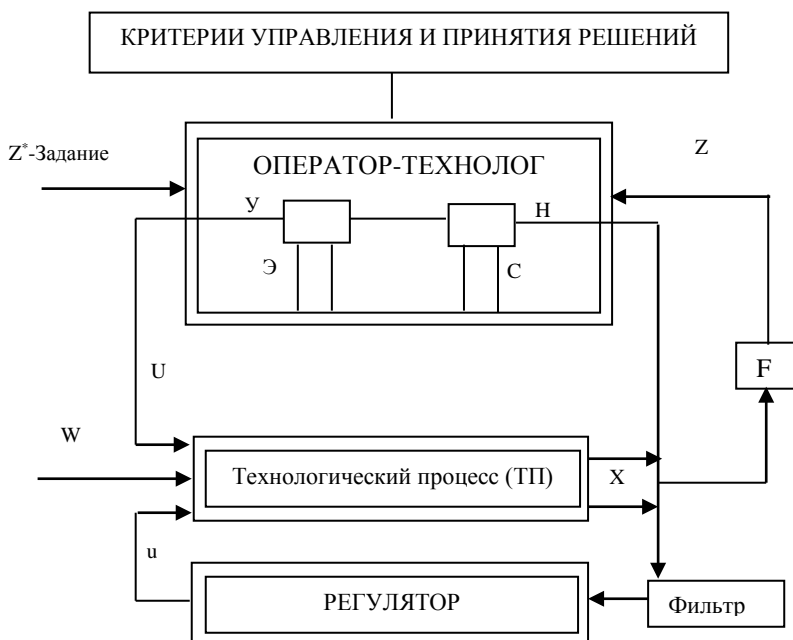 КРИТЕРИИ УПРАВЛЕНИЯ И ПРИНЯТИЯ РЕШЕНИЙ
Z*-Задание
ОПЕРАТОР-ТЕХНОЛОГ
Z
У
Н
Э
С
U
F
W
Технологический процесс (ТП)
X
u
РЕГУЛЯТОР
Фильтр